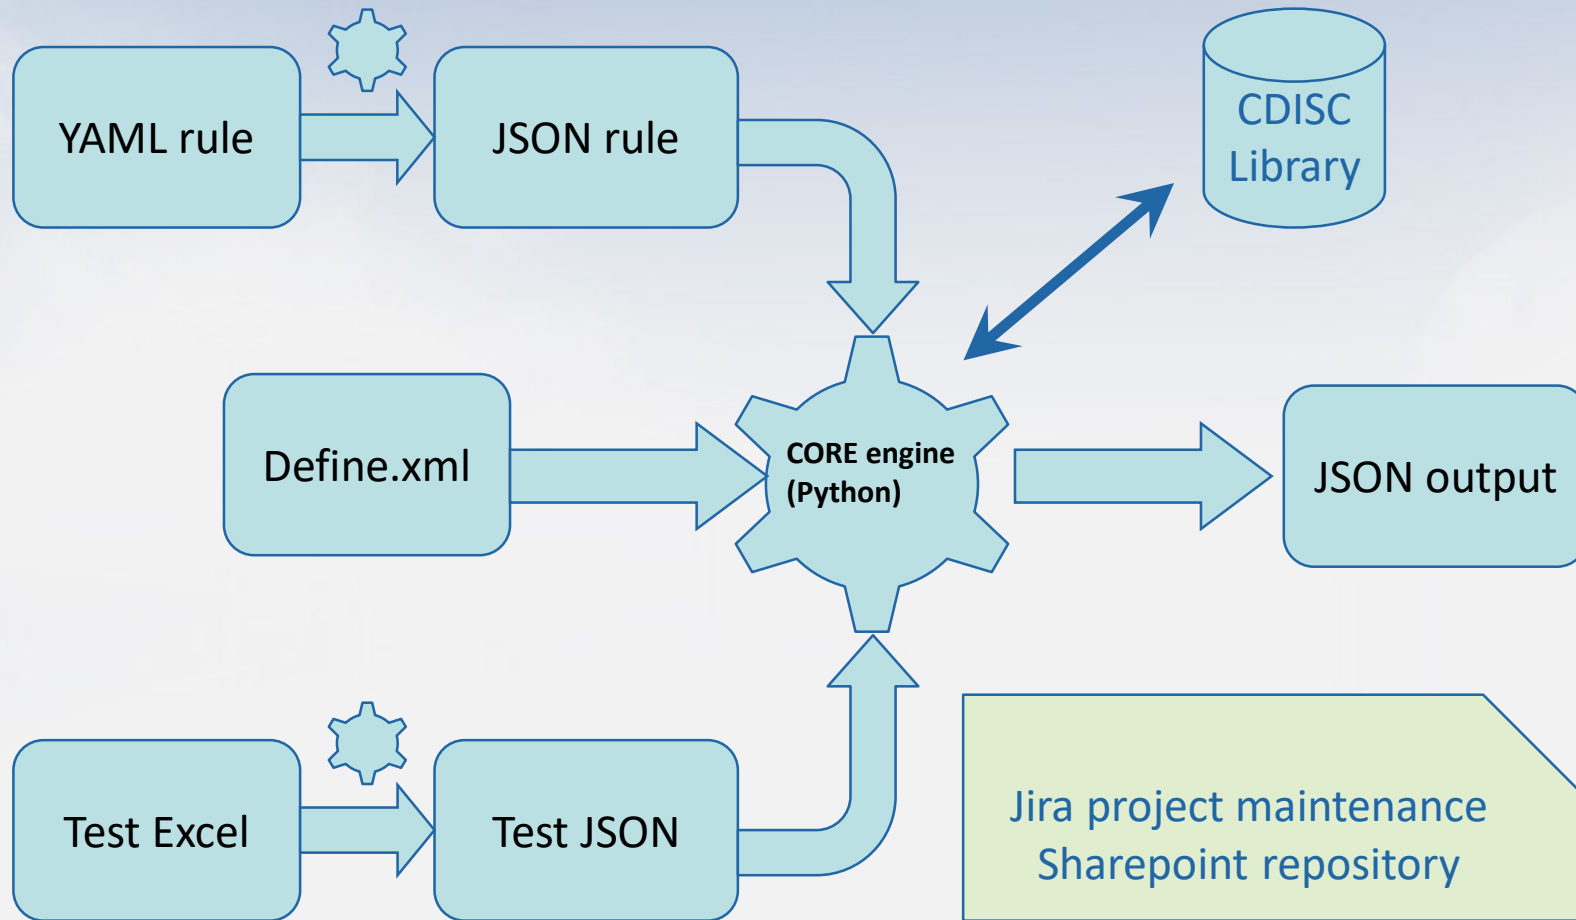 YAML rule
JSON rule
CDISC
Library
Define.xml
CORE engine
(Python)
JSON output
Test Excel
Test JSON
Jira project maintenance
Sharepoint repository